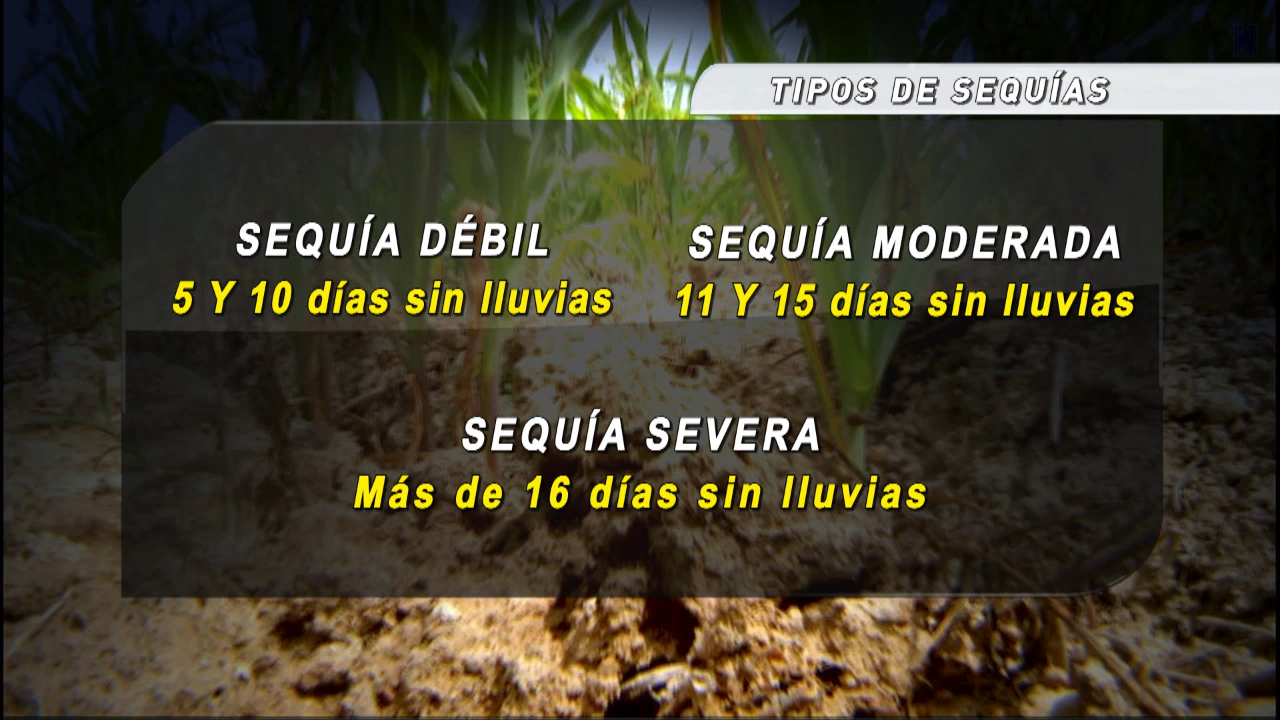 TIPOS DE SEQUÍAS
SEQUÍA DÉBIL
5 Y 10 días sin lluvias
SEQUÍA MODERADA
11 Y 15 días sin lluvias
SEQUÍA SEVERA
Más de 16 días sin lluvias